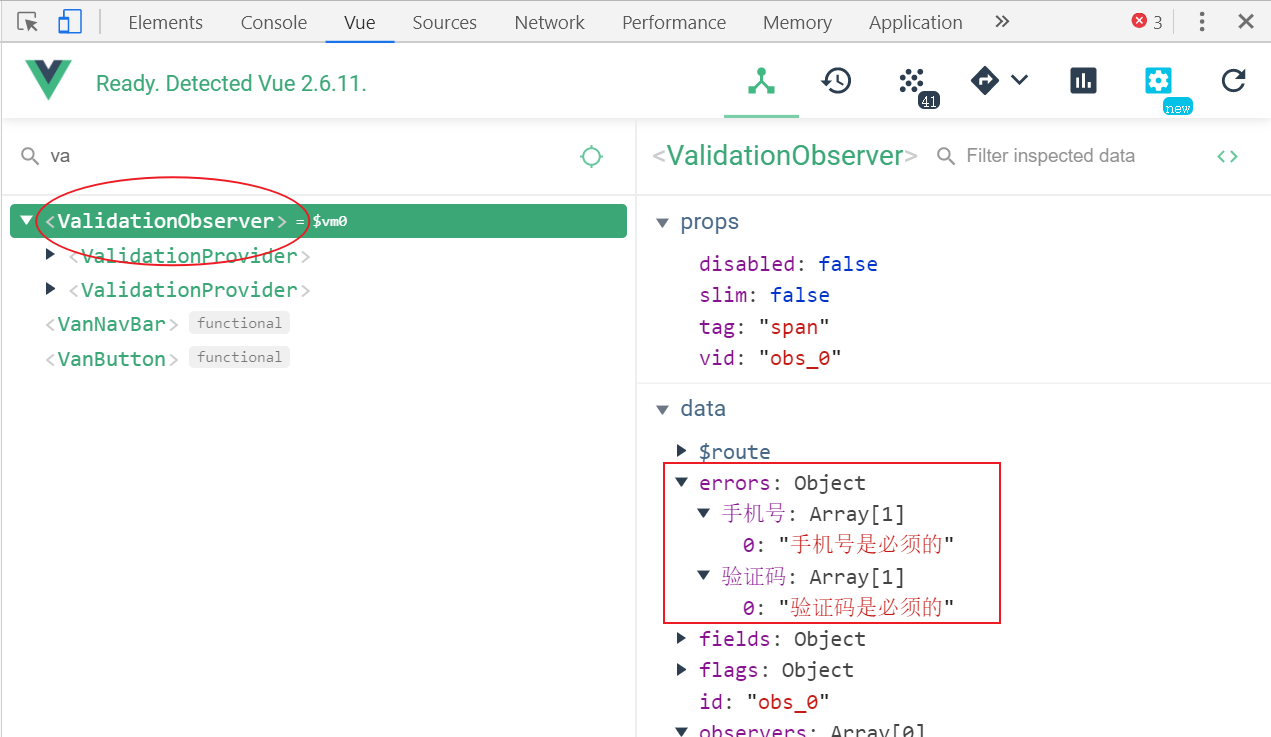 Elements Console Vue Sources Network Performance Memory Application » 3
Ready. Detected Vue 2.6.11.
41
new
va
<ValidationObserver> = $vm0
<ValidationProvider>
<ValidationProvider>
<VanNavBar> functional
<VanButton> functional
<ValidationObserver> Filter inspected data
props
disabled: false
slim: false
tag: "span"
vid: "obs_0"
data
$route
errors: Object
手机号: Array[1]
0: "手机号是必须的"
验证码: Array[1]
0: "验证码是必须的"
fields: Object
flags: Object
id: "obs_0"
observers: Array[0]